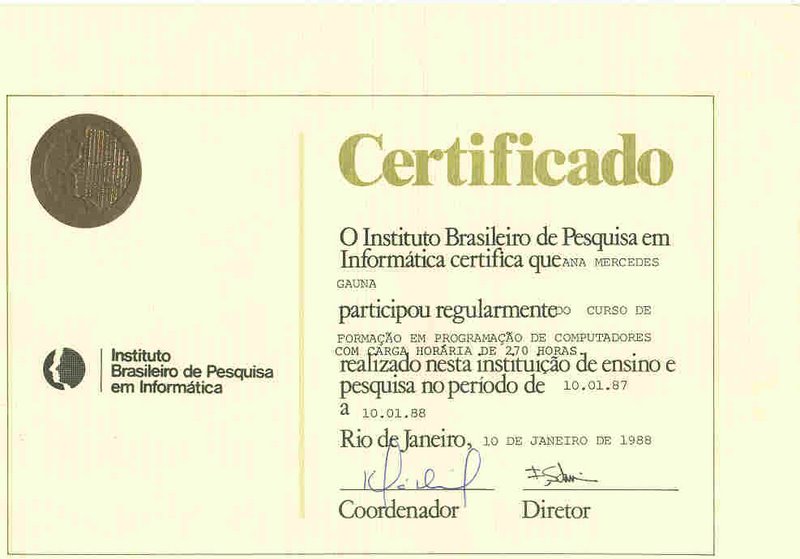 Certificado
O Instituto Brasileiro de Pesquisa em
Informática certifica que ANA MERCEDES
GAUNA
participou regularmente DO CURSO DE
FORMAÇÃO EM PROGRAMAÇÃO DE COMPUTADORES
COM CARGA HORÁRIA DE 270 HORAS
realizado nesta instituição de ensino e
pesquisa no período de 10.01.87
a 10.01.88
Rio de Janeiro, 10 DE JANEIRO DE 1988
Coordenador Diretor
Instituto
Brasileiro de Pesquisa
em Informática